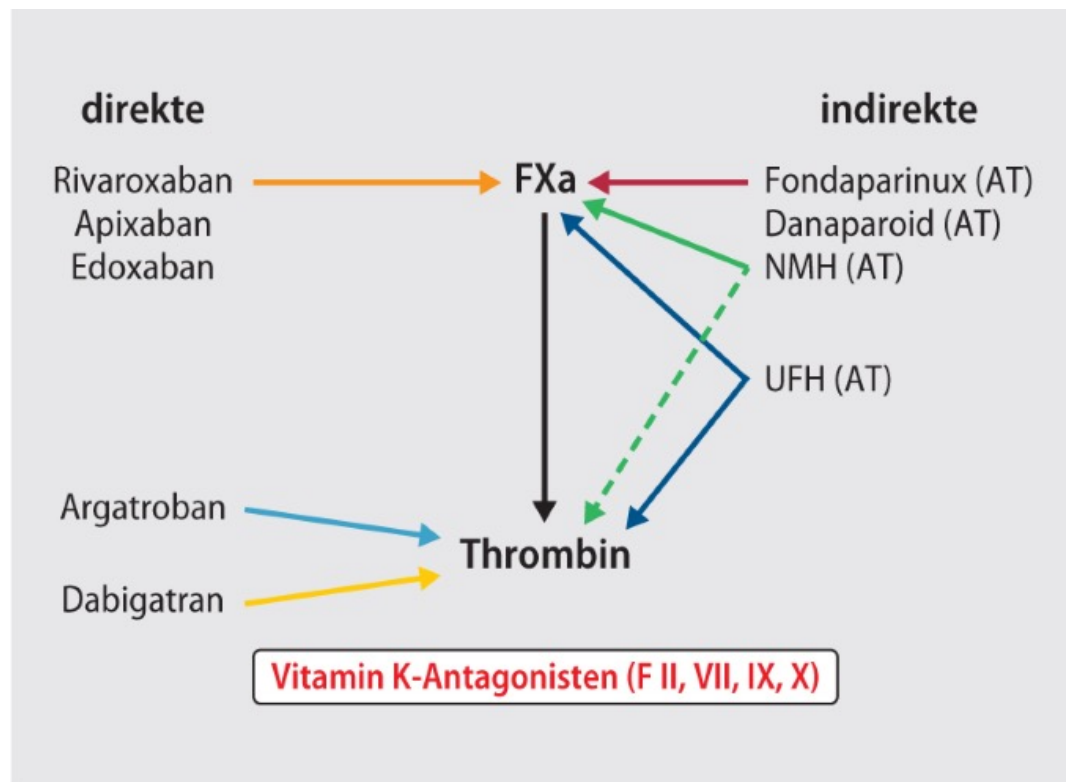 direkte
indirekte
Rivaroxaban
Apixaban
Edoxaban
FXa
Fondaparinux (AT)
Danaparoid (AT)
NMH (AT)
UFH (AT)
Argatroban
Thrombin
Dabigatran
Vitamin K-Antagonisten (F II, VII, IX, X)